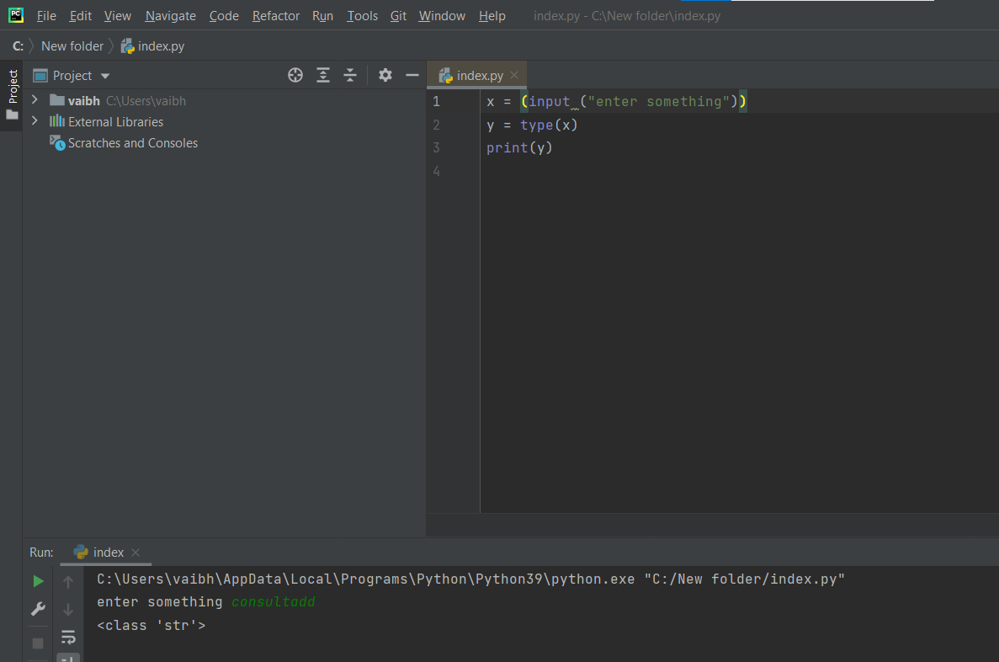 PC File Edit View Navigate Code Refactor Run Tools Git Window Help index.py - C:\New folder\index.py
C: New folder index.py
Project
Project
vaibh C:\Users\vaibh
External Libraries
Scratches and Consoles
index.py
1 x = (input ("enter something"))
2 y = type(x)
3 print(y)
4
Run: index
C:\Users\vaibh\AppData\Local\Programs\Python\Python39\python.exe "C:/New folder/index.py"
enter something consultadd
<class 'str'>